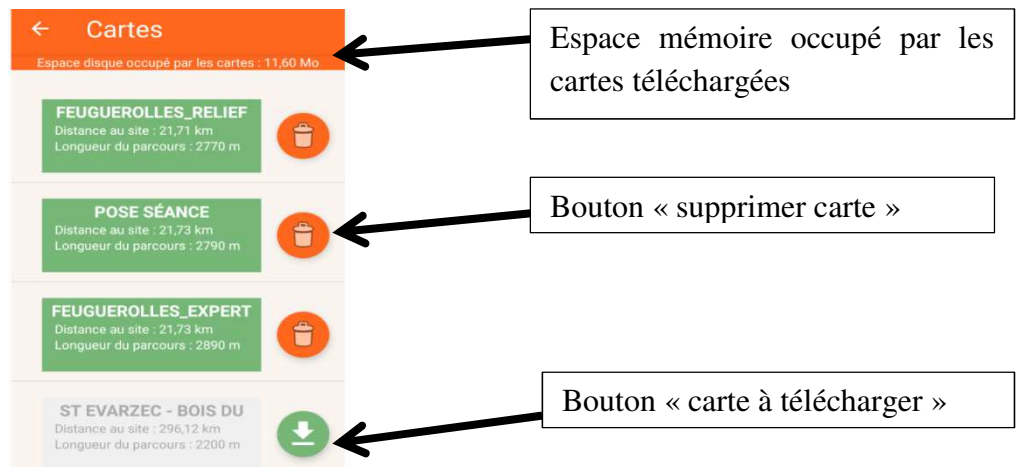 Cartes
Espace disque occupé par les cartes : 11,60 Mo
Espace mémoire occupé par les
cartes téléchargées
FEUGUEROLLES_RELIEF
Distance au site : 21,71 km
Longueur du parcours : 2770 m
POSE SÉANCE
Distance au site : 21,73 km
Longueur du parcours : 2790 m
Bouton « supprimer carte »
FEUGUEROLLES_EXPERT
Distance au site : 21,73 km
Longueur du parcours : 2890 m
ST EVARZEC - BOIS DU
Distance au site : 296,12 km
Longueur du parcours : 2200 m
Bouton « carte à télécharger »